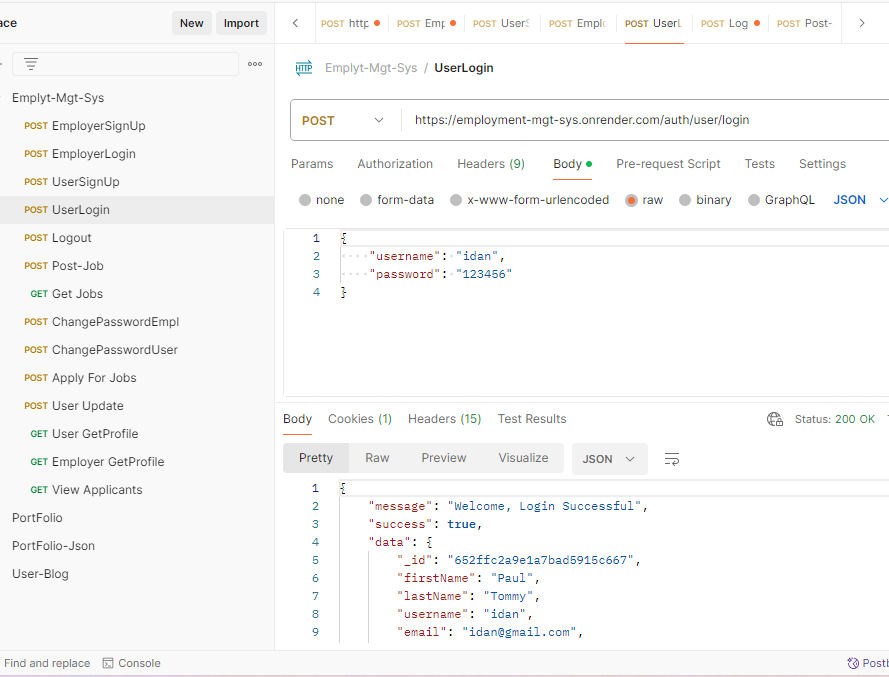 ce
New Import
POST http POST Emp POST UserS POST Emplo POST UserL POST Log POST Post-
Emplyt-Mgt-Sys / UserLogin
HTTP
Emplyt-Mgt-Sys
POST EmployerSignUp
POST EmployerLogin
POST UserSignUp
POST UserLogin
POST Logout
POST Post-Job
GET Get Jobs
POST ChangePasswordEmpl
POST ChangePasswordUser
POST Apply For Jobs
POST User Update
GET User GetProfile
GET Employer GetProfile
GET View Applicants
PortFolio
PortFolio-Json
User-Blog
POST https://employment-mgt-sys.onrender.com/auth/user/login
Params Authorization Headers (9) Body Pre-request Script Tests Settings
none form-data x-www-form-urlencoded raw binary GraphQL JSON
1 {
2 "username": "idan",
3 "password": "123456"
4 }
Body Cookies (1) Headers (15) Test Results Status: 200 OK
Pretty Raw Preview Visualize JSON
1 {
2 "message": "Welcome, Login Successful",
3 "success": true,
4 "data": {
5 "_id": "652ffc2a9e1a7bad5915c667",
6 "firstName": "Paul",
7 "lastName": "Tommy",
8 "username": "idan",
9 "email": "idan@gmail.com",
Find and replace Console Postb